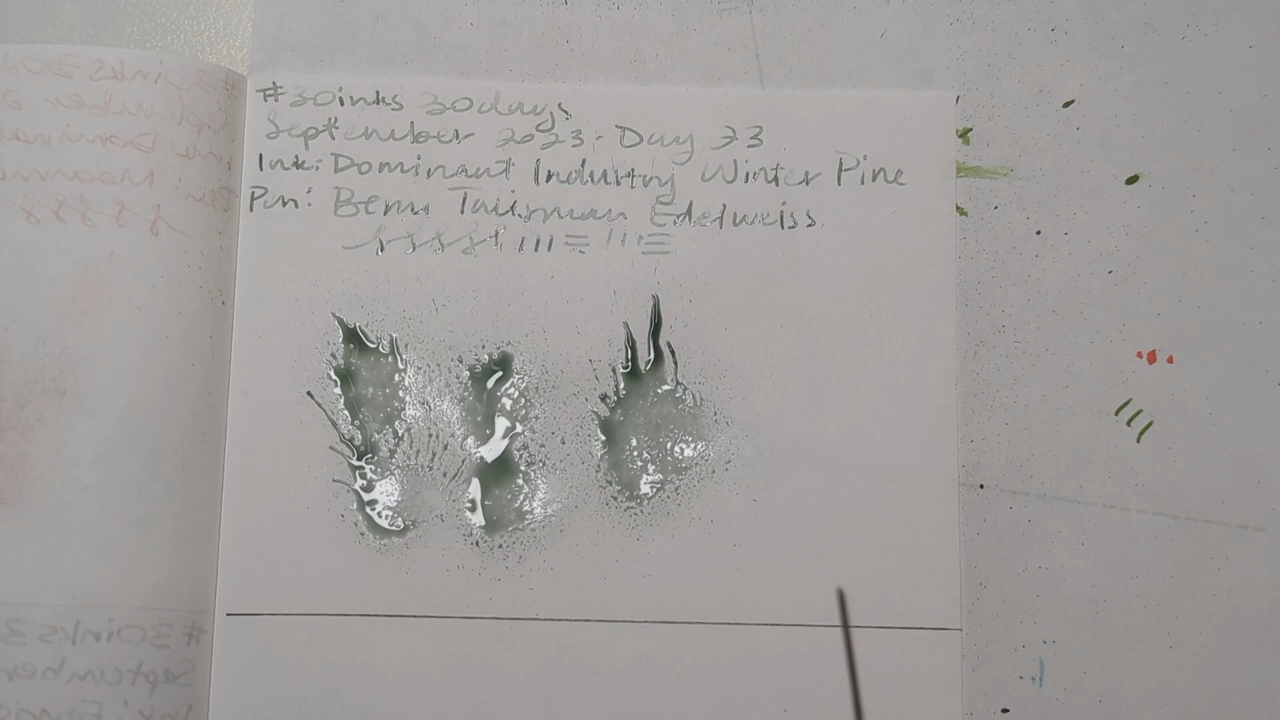 #30inks 30days
September 2023: Day 23
Ink: Dominant Industry Winter Pine
Pen: Benu Talisman Edelweiss